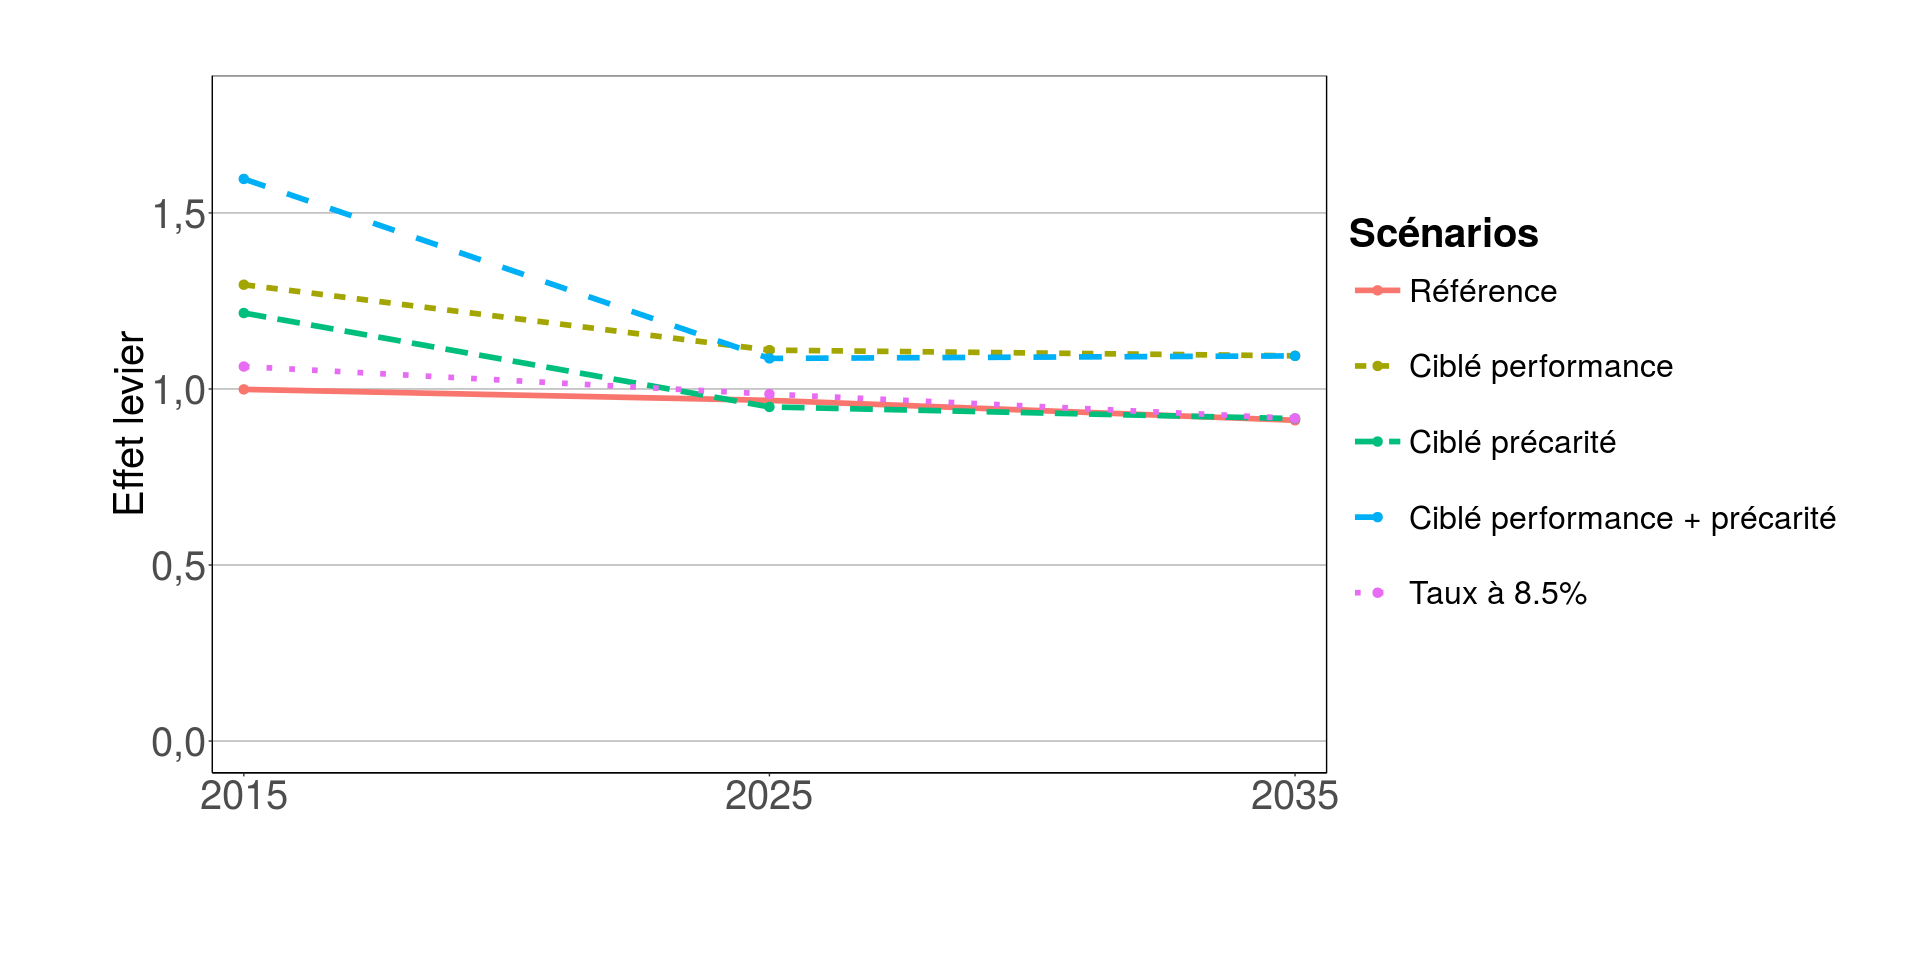 Effet levier
1,5
1,0
0,5
0,0
2015
2025
2035
Scénarios
Référence
Ciblé performance
Ciblé précarité
Ciblé performance + précarité
Taux à 8.5%